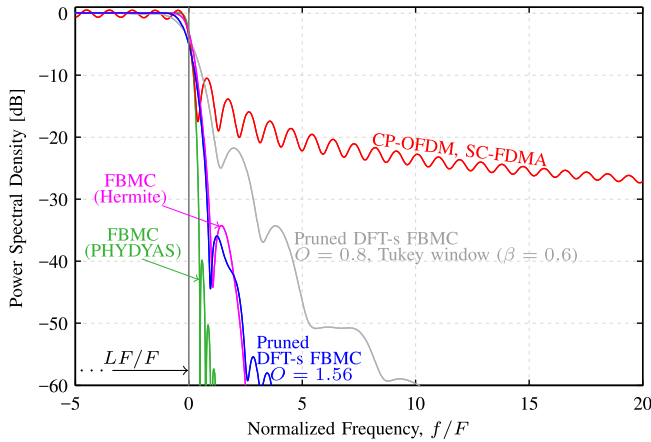 0
−10
−20
−30
−40
−50
−60
Power Spectral Density [dB]
CP-OFDM, SC-FDMA
FBMC
(Hermite)
FBMC
(PHYDYAS)
Pruned DFT-s FBMC
O = 0.8, Tukey window (β = 0.6)
Pruned
DFT-s FBMC
O = 1.56
LF/F
−5
0
5
10
15
20
Normalized Frequency, f/F